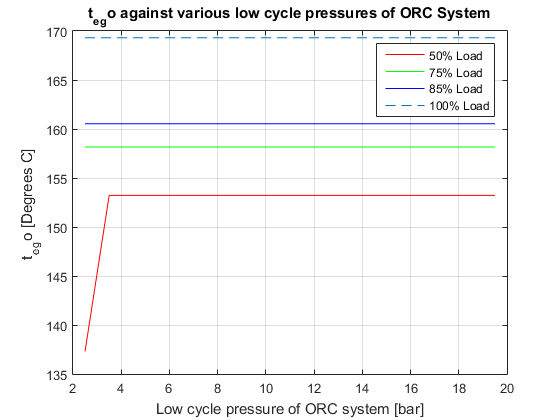 t_eg o against various low cycle pressures of ORC System
170
165
160
155
150
145
140
135
t_eg o [Degrees C]
50% Load
75% Load
85% Load
100% Load
2 4 6 8 10 12 14 16 18 20
Low cycle pressure of ORC system [bar]